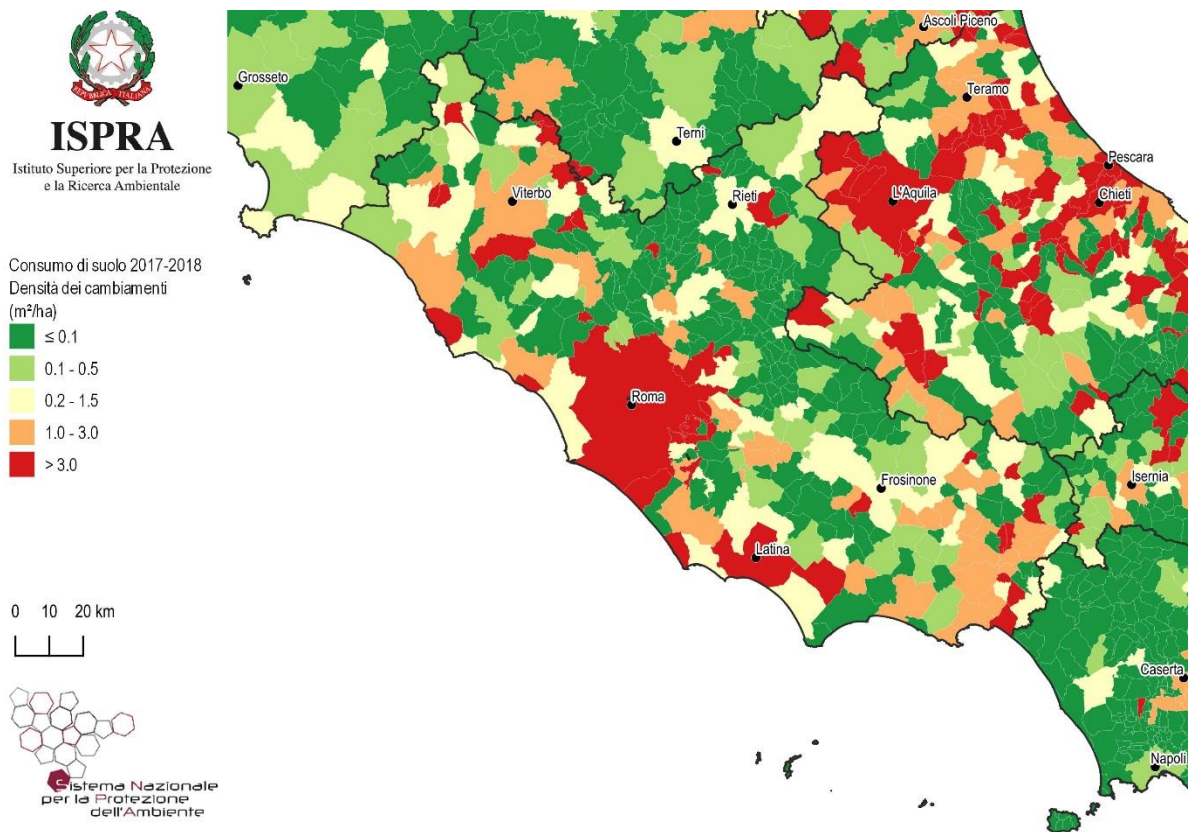 REPVBBLICA ITALIANA
ISPRA
Istituto Superiore per la Protezione
e la Ricerca Ambientale
Consumo di suolo 2017-2018
Densità dei cambiamenti
(m²/ha)
≤ 0.1
0.1 - 0.5
0.2 - 1.5
1.0 - 3.0
> 3.0
0 10 20 km
Sistema Nazionale
per la Protezione
dell'Ambiente
Ascoli Piceno
Grosseto
Teramo
Terni
Pescara
Viterbo
Rieti
L'Aquila
Chieti
Roma
Frosinone
Isernia
Latina
Caserta
Napoli